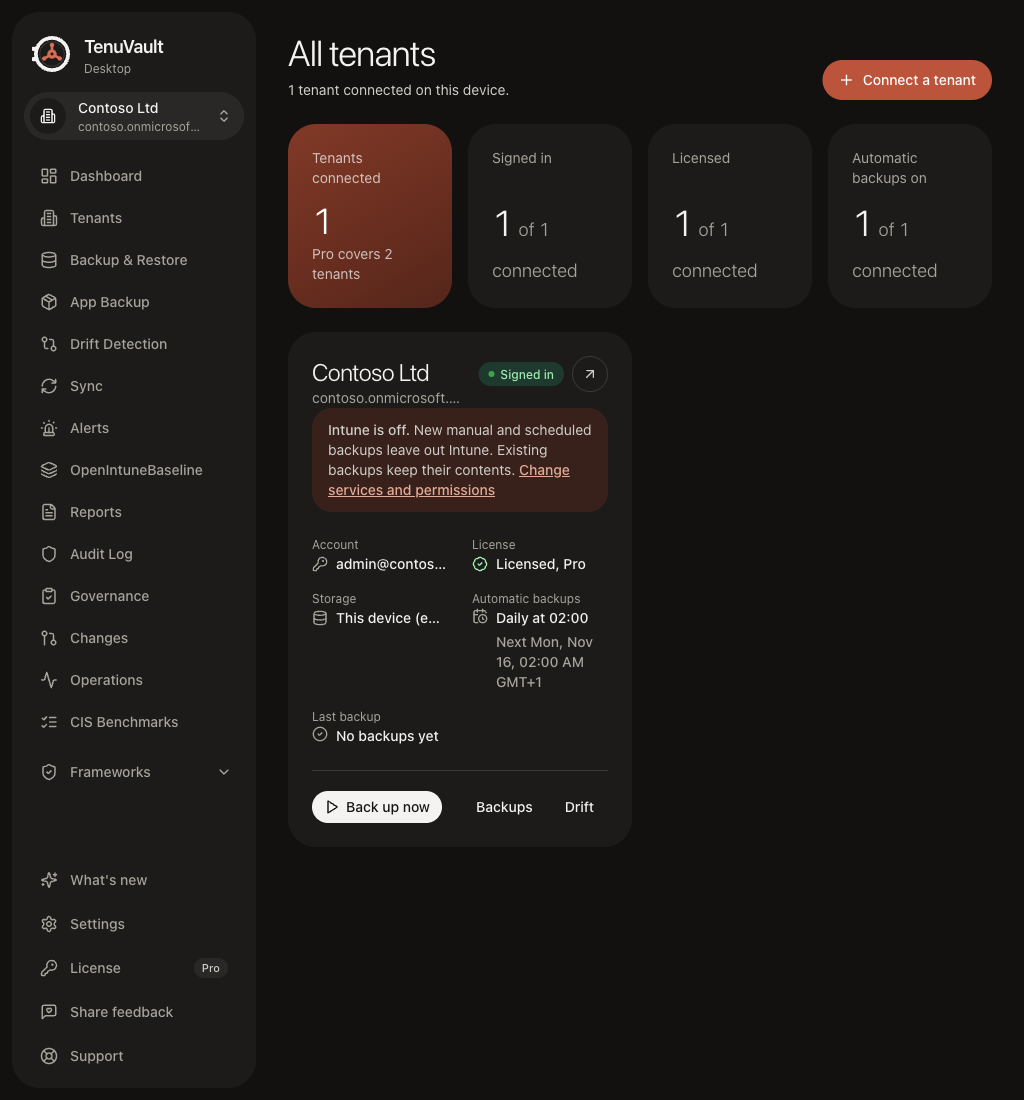 TenuVault
Desktop
Contoso Ltd
contoso.onmicrosof...
Dashboard
Tenants
Backup & Restore
App Backup
Drift Detection
Sync
Alerts
OpenIntuneBaseline
Reports
Audit Log
Governance
Changes
Operations
CIS Benchmarks
Frameworks
What's new
Settings
License
Pro
Share feedback
Support
All tenants
1 tenant connected on this device.
Connect a tenant
Tenants
connected
1
Pro covers 2
tenants
Signed in
1 of 1
connected
Licensed
1 of 1
connected
Automatic
backups on
1 of 1
connected
Contoso Ltd
Signed in
contoso.onmicrosoft....
Intune is off. New manual and scheduled
backups leave out Intune. Existing
backups keep their contents. Change
services and permissions
Account
admin@contos...
License
Licensed, Pro
Storage
This device (e...
Automatic backups
Daily at 02:00
Next Mon, Nov
16, 02:00 AM
GMT+1
Last backup
No backups yet
Back up now
Backups
Drift